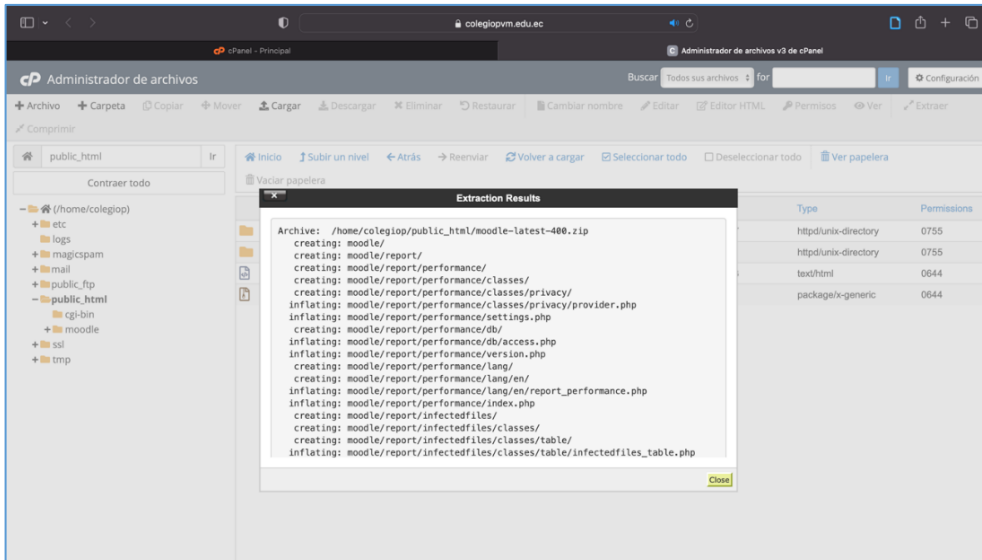 colegiopvm.edu.ec
cPanel - Principal
Administrador de archivos v3 de cPanel
cP Administrador de archivos
Buscar Todos sus archivos for Ir Configuración
Archivo Carpeta Copiar Mover Cargar Descargar Eliminar Restaurar Cambiar nombre Editar Editor HTML Permisos Ver Extraer
Comprimir
public_html Ir
Inicio Subir un nivel Atrás Reenviar Volver a cargar Seleccionar todo Deseleccionar todo Ver papelera
Vaciar papelera
Contraer todo
(/home/colegiop)
etc
logs
magicspam
mail
public_ftp
public_html
cgi-bin
moodle
ssl
tmp
Type Permissions
httpd/unix-directory 0755
httpd/unix-directory 0755
text/html 0644
package/x-generic 0644
Extraction Results
Archive: /home/colegiop/public_html/moodle-latest-400.zip
creating: moodle/
creating: moodle/report/
creating: moodle/report/performance/
creating: moodle/report/performance/classes/
creating: moodle/report/performance/classes/privacy/
inflating: moodle/report/performance/classes/privacy/provider.php
inflating: moodle/report/performance/settings.php
creating: moodle/report/performance/db/
inflating: moodle/report/performance/db/access.php
inflating: moodle/report/performance/version.php
creating: moodle/report/performance/lang/
creating: moodle/report/performance/lang/en/
inflating: moodle/report/performance/lang/en/report_performance.php
inflating: moodle/report/performance/index.php
creating: moodle/report/infectedfiles/
creating: moodle/report/infectedfiles/classes/
creating: moodle/report/infectedfiles/classes/table/
inflating: moodle/report/infectedfiles/classes/table/infectedfiles_table.php
Close